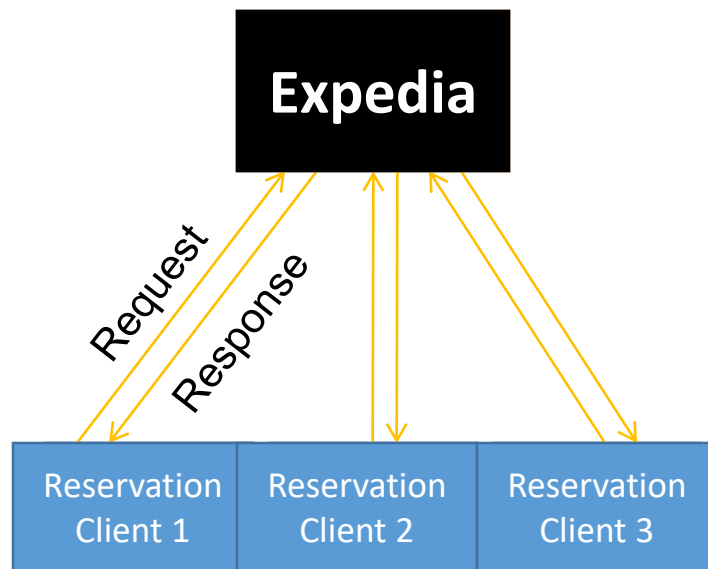 Expedia
Request
Response
Reservation
Client 1
Reservation
Client 2
Reservation
Client 3